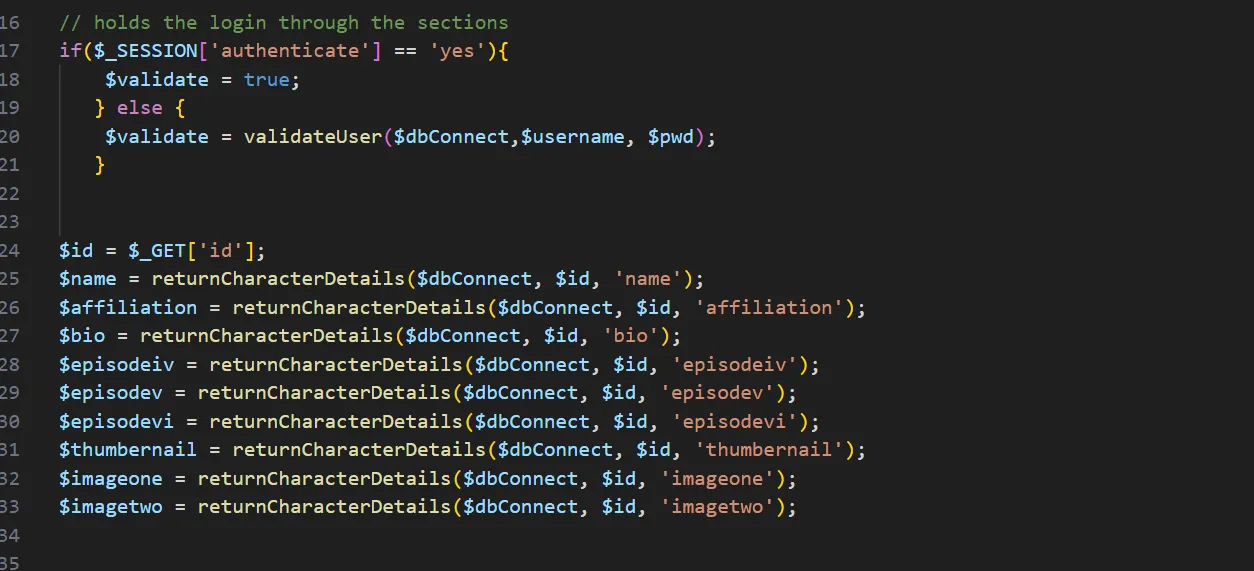 16 // holds the login through the sections
17 if($_SESSION['authenticate'] == 'yes'){
18 $validate = true;
19 } else {
20 $validate = validateUser($dbConnect,$username, $pwd);
21 }
22
23
24 $id = $_GET['id'];
25 $name = returnCharacterDetails($dbConnect, $id, 'name');
26 $affiliation = returnCharacterDetails($dbConnect, $id, 'affiliation');
27 $bio = returnCharacterDetails($dbConnect, $id, 'bio');
28 $episodeiv = returnCharacterDetails($dbConnect, $id, 'episodeiv');
29 $episodev = returnCharacterDetails($dbConnect, $id, 'episodev');
30 $episodevi = returnCharacterDetails($dbConnect, $id, 'episodevi');
31 $thumbernail = returnCharacterDetails($dbConnect, $id, 'thumbernail');
32 $imageone = returnCharacterDetails($dbConnect, $id, 'imageone');
33 $imagetwo = returnCharacterDetails($dbConnect, $id, 'imagetwo');
34
35